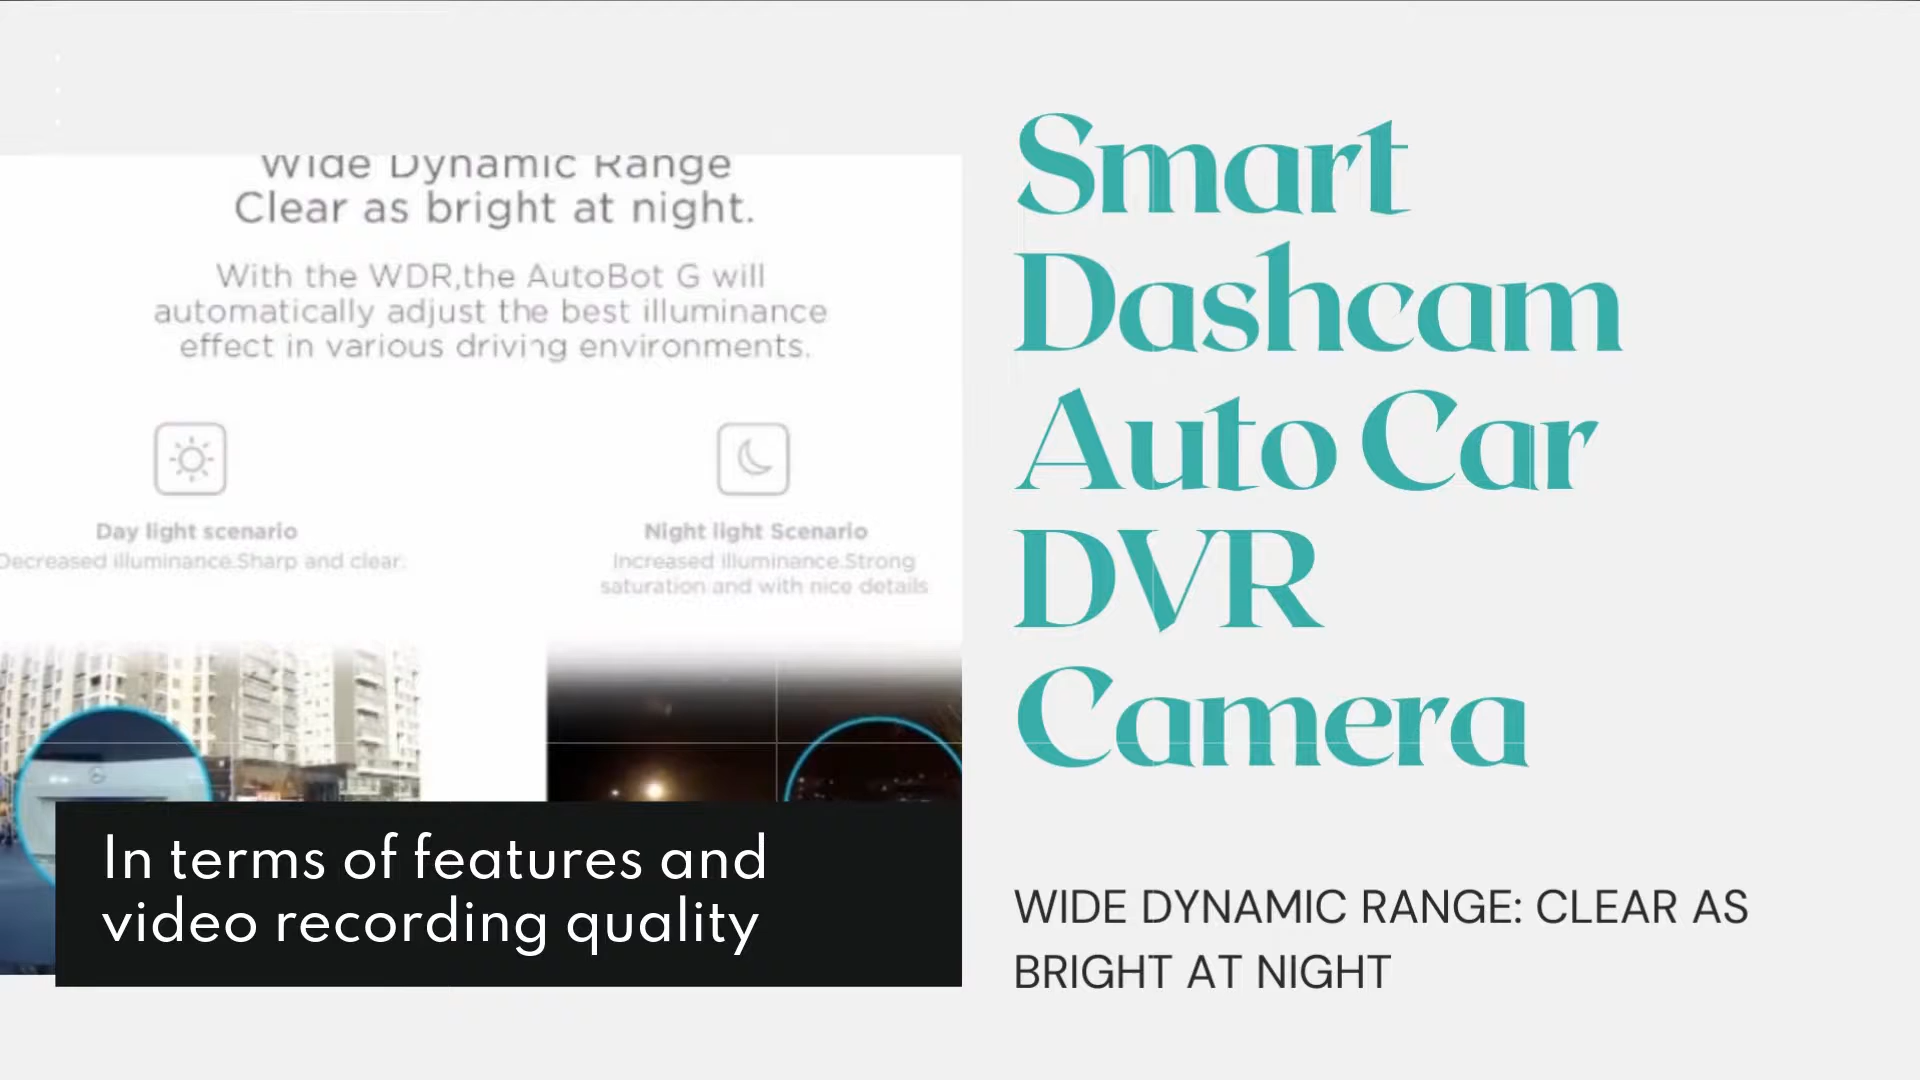 Wide Dynamic Range
Clear as bright at night.
With the WDR,the AutoBot G will
automatically adjust the best illuminance
effect in various driving environments.
Day light scenario
Decreased illuminance.Sharp and clear.
Night light Scenario
Increased illuminance.Strong
saturation and with nice details
In terms of features and
video recording quality
Smart
Dashcam
Auto Car
DVR
Camera
WIDE DYNAMIC RANGE: CLEAR AS
BRIGHT AT NIGHT